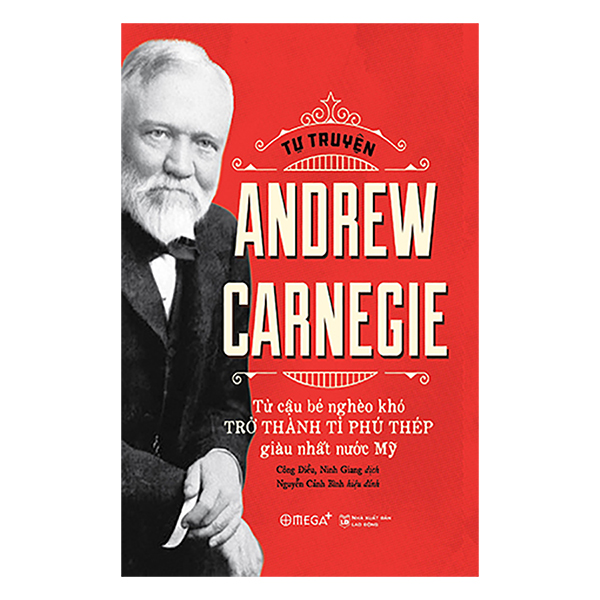 TỰ TRUYỆN
ANDREW
CARNEGIE
Từ cậu bé nghèo khó
TRỞ THÀNH TỈ PHÚ THÉP
giàu nhất nước Mỹ
Công Điều, Ninh Giang dịch
Nguyễn Cảnh Bình hiệu đính
OMEGA+
NHÀ XUẤT BẢN
LAO ĐỘNG